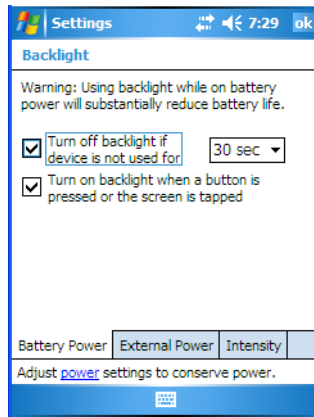 Settings 7:29 ok
Backlight
Warning: Using backlight while on battery
power will substantially reduce battery life.
Turn off backlight if
device is not used for 30 sec
Turn on backlight when a button is
pressed or the screen is tapped
Battery Power External Power Intensity
Adjust power settings to conserve power.